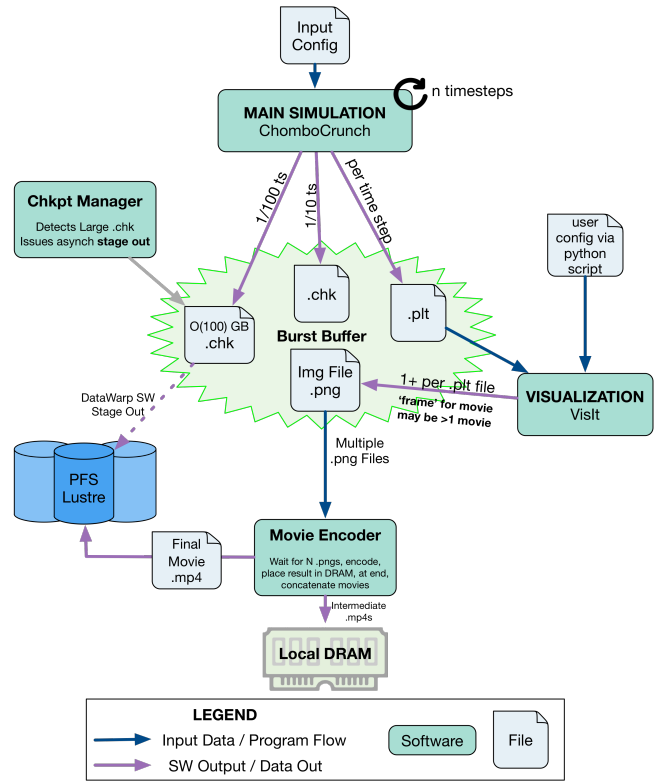 Input
Config
n timesteps
MAIN SIMULATION
ChomboCrunch
1/100 ts
1/10 ts
per time step
Chkpt Manager
Detects Large .chk
Issues asynch stage out
user
config via
python
script
.chk
.plt
O(100) GB
.chk
Burst Buffer
Img File
.png
1+ per .plt file
'frame' for movie
may be >1 movie
VISUALIZATION
VisIt
DataWarp SW
Stage Out
Multiple
.png Files
PFS
Lustre
Final
Movie
.mp4
Movie Encoder
Wait for N .pngs, encode,
place result in DRAM, at end,
concatenate movies
Intermediate
.mp4s
Local DRAM
LEGEND
Input Data / Program Flow
SW Output / Data Out
Software
File